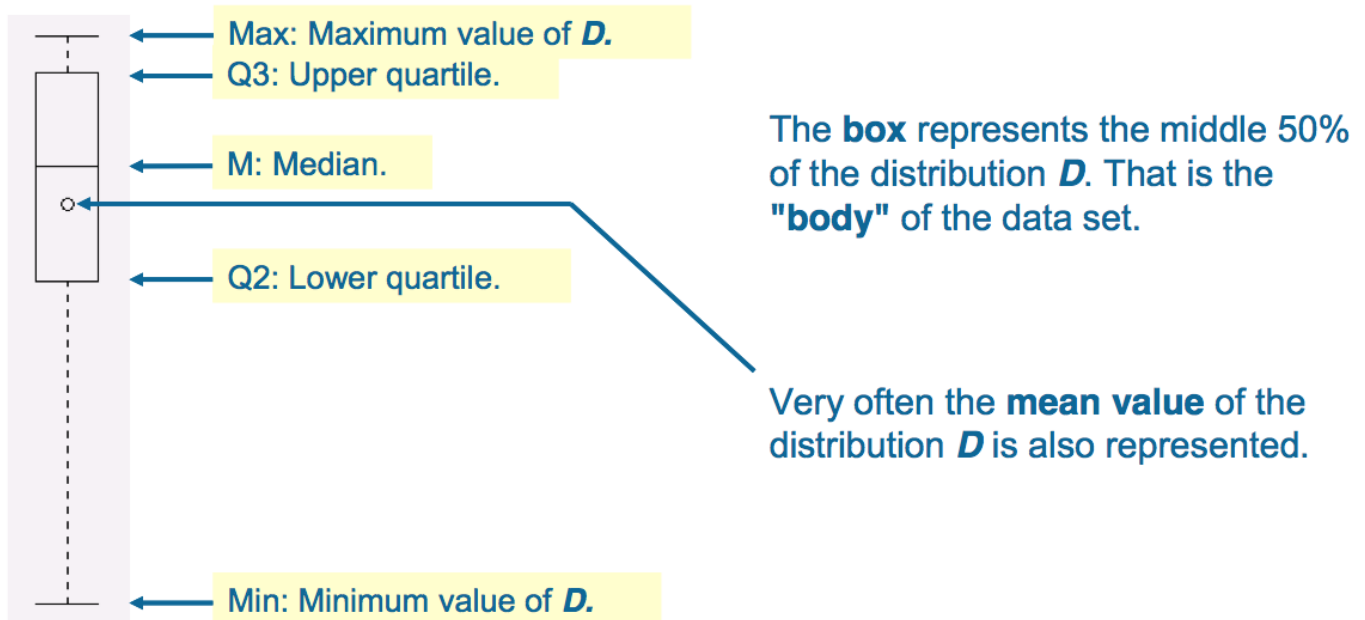 Max: Maximum value of D.
Q3: Upper quartile.
M: Median.
Q2: Lower quartile.
Min: Minimum value of D.
The box represents the middle 50%
of the distribution D. That is the
"body" of the data set.
Very often the mean value of the
distribution D is also represented.